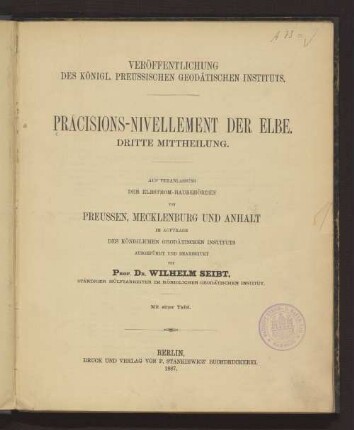 VERÖFFENTLICHUNG
DES KÖNIGL. PREUSSISCHEN GEODÄTISCHEN INSTITUTS.
PRÄCISIONS-NIVELLEMENT DER ELBE.
DRITTE MITTHEILUNG.
AUF VERANLASSUNG
DER ELBSTROM-BAUBEHÖRDEN
VON
PREUSSEN, MECKLENBURG UND ANHALT
IM AUFTRAGE
DES KÖNIGLICHEN GEODÄTISCHEN INSTITUTS
AUSGEFÜHRT UND BEARBEITET
VON
PROF. DR. WILHELM SEIBT,
STÄNDIGER HÜLFSARBEITER IM KÖNIGLICHEN GEODÄTISCHEN INSTITUT.
Mit einer Tafel.
BERLIN,
DRUCK UND VERLAG VON P. STANKIEWICZ' BUCHDRUCKEREI.
1887.